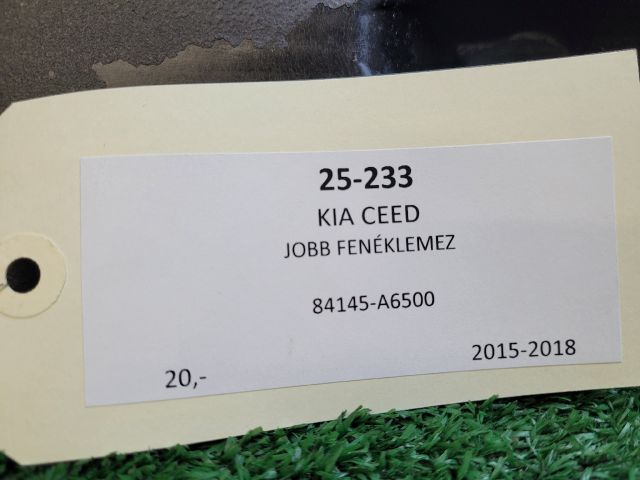 25-233
KIA CEED
JOBB FENÉKLEMEZ
84145-A6500
2015-2018
20,-